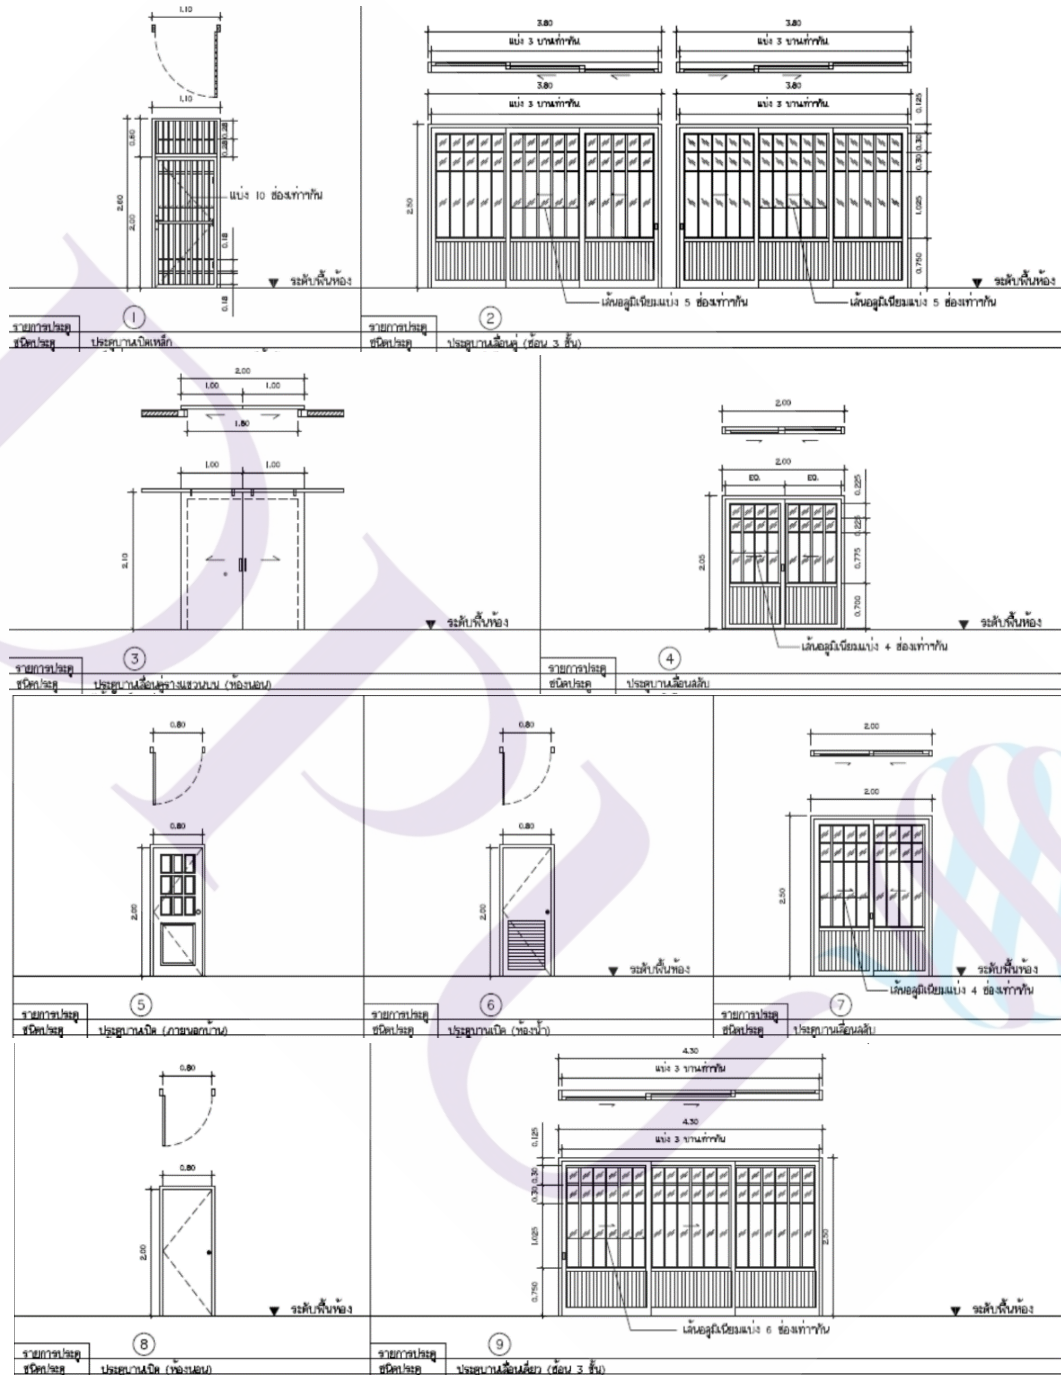 1.10
3.80
3.80
แบ่ง 3 บานเท่ากัน
แบ่ง 3 บานเท่ากัน
1.10
3.80
3.80
แบ่ง 3 บานเท่ากัน
แบ่ง 3 บานเท่ากัน
0.60
2.60
2.00
0.18
0.18
2.50
0.125
0.30
0.30
1.025
0.750
แบ่ง 10 ช่องเท่ากัน
ระดับพื้นห้อง
เส้นอลูมิเนียมแบ่ง 5 ช่องเท่ากัน
เส้นอลูมิเนียมแบ่ง 5 ช่องเท่ากัน
ระดับพื้นห้อง
รายการประตู 1
ชนิดประตู ประตูบานเปิดเหล็ก
รายการประตู 2
ชนิดประตู ประตูบานเลื่อนคู่ (ซ้อน 3 ชั้น)
2.00
1.00 1.00
1.80
1.00 1.00
2.10
ระดับพื้นห้อง
2.00
2.00
EQ. EQ.
2.05
0.225
0.225
0.775
0.700
ระดับพื้นห้อง
เส้นอลูมิเนียมแบ่ง 4 ช่องเท่ากัน
รายการประตู 3
ชนิดประตู ประตูบานเลื่อนคู่รางแขวนบน (ห้องนอน)
รายการประตู 4
ชนิดประตู ประตูบานเลื่อนสลับ
0.80
0.80
2.00
0.80
0.80
2.00
ระดับพื้นห้อง
2.00
2.00
2.50
ระดับพื้นห้อง
เส้นอลูมิเนียมแบ่ง 4 ช่องเท่ากัน
รายการประตู 5
ชนิดประตู ประตูบานเปิด (ภายนอกบ้าน)
รายการประตู 6
ชนิดประตู ประตูบานเปิด (ห้องน้ำ)
รายการประตู 7
ชนิดประตู ประตูบานเลื่อนสลับ
0.80
0.80
2.00
ระดับพื้นห้อง
4.30
แบ่ง 3 บานเท่ากัน
4.30
แบ่ง 3 บานเท่ากัน
0.125
0.30
0.30
1.025
0.750
2.50
ระดับพื้นห้อง
เส้นอลูมิเนียมแบ่ง 6 ช่องเท่ากัน
รายการประตู 8
ชนิดประตู ประตูบานเปิด (ห้องนอน)
รายการประตู 9
ชนิดประตู ประตูบานเลื่อนเดี่ยว (ซ้อน 3 ชั้น)